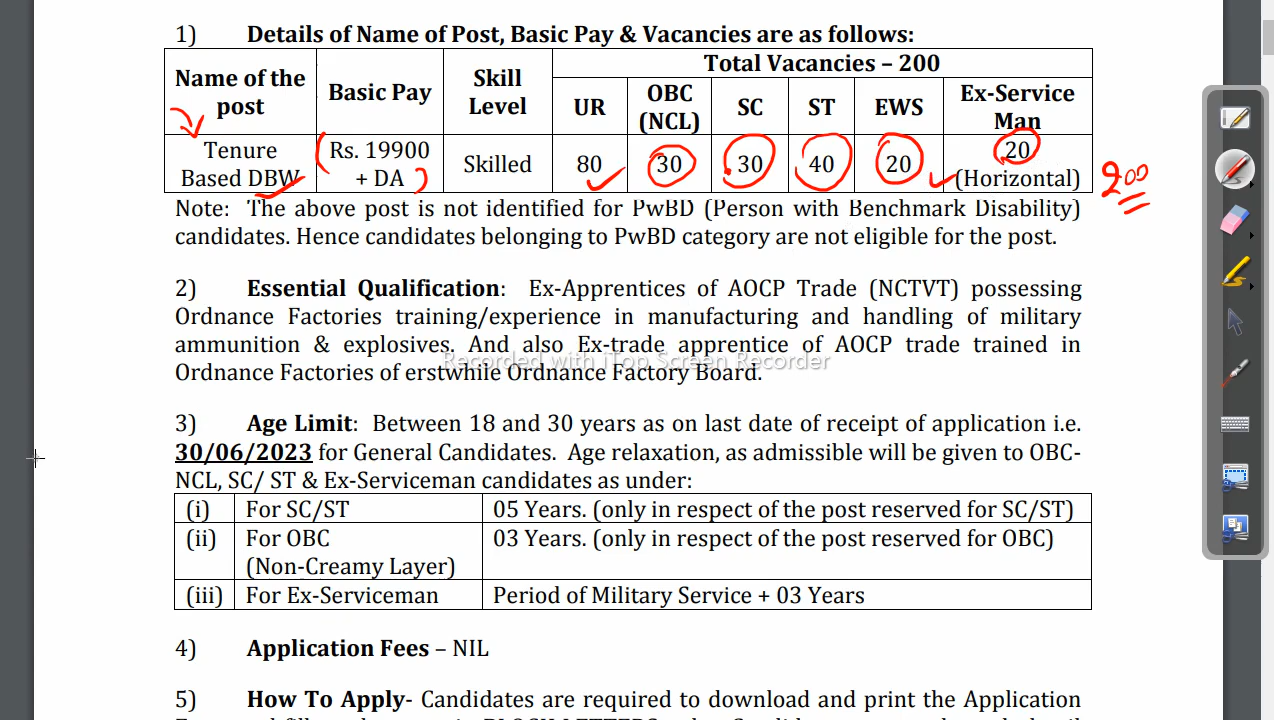 1) Details of Name of Post, Basic Pay & Vacancies are as follows:
Name of the post
Basic Pay
Skill Level
Total Vacancies – 200
UR
OBC (NCL)
SC
ST
EWS
Ex-Service Man
Tenure Based DBW
Rs. 19900 + DA
Skilled
80
30
30
40
20
20 (Horizontal)
200
Note: The above post is not identified for PwBD (Person with Benchmark Disability)
candidates. Hence candidates belonging to PwBD category are not eligible for the post.
2) Essential Qualification: Ex-Apprentices of AOCP Trade (NCTVT) possessing
Ordnance Factories training/experience in manufacturing and handling of military
ammunition & explosives. And also Ex-trade apprentice of AOCP trade trained in
Recorded with iTop Screen Recorder
Ordnance Factories of erstwhile Ordnance Factory Board.
3) Age Limit: Between 18 and 30 years as on last date of receipt of application i.e.
30/06/2023 for General Candidates. Age relaxation, as admissible will be given to OBC-
NCL, SC/ ST & Ex-Serviceman candidates as under:
(i) For SC/ST 05 Years. (only in respect of the post reserved for SC/ST)
(ii) For OBC 03 Years. (only in respect of the post reserved for OBC)
(Non-Creamy Layer)
(iii) For Ex-Serviceman Period of Military Service + 03 Years
4) Application Fees – NIL
5) How To Apply- Candidates are required to download and print the Application